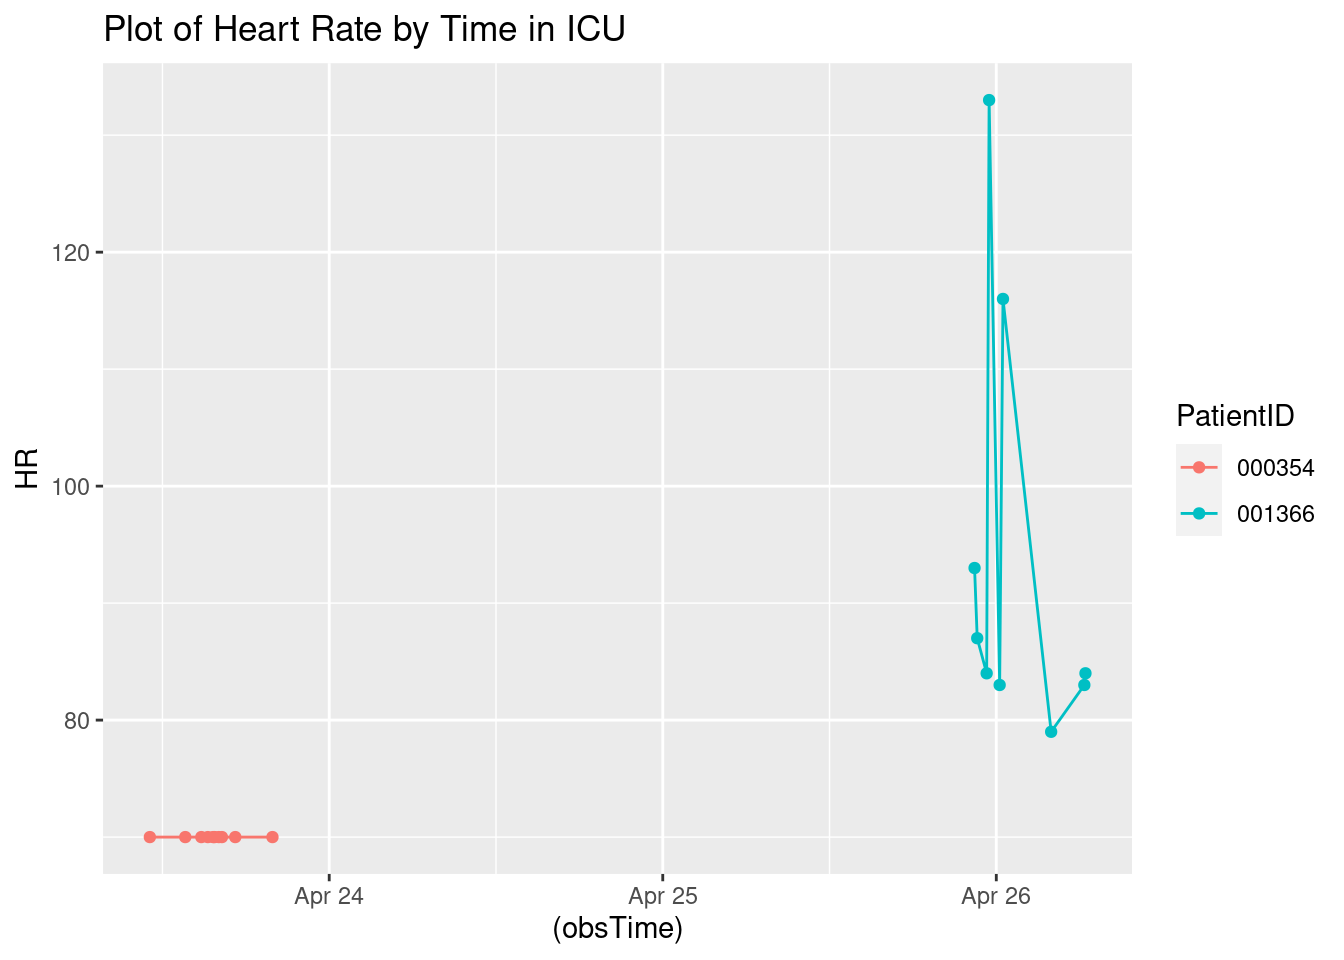 Plot of Heart Rate by Time in ICU
HR
120
100
80
Apr 24
Apr 25
Apr 26
(obsTime)
PatientID
000354
001366